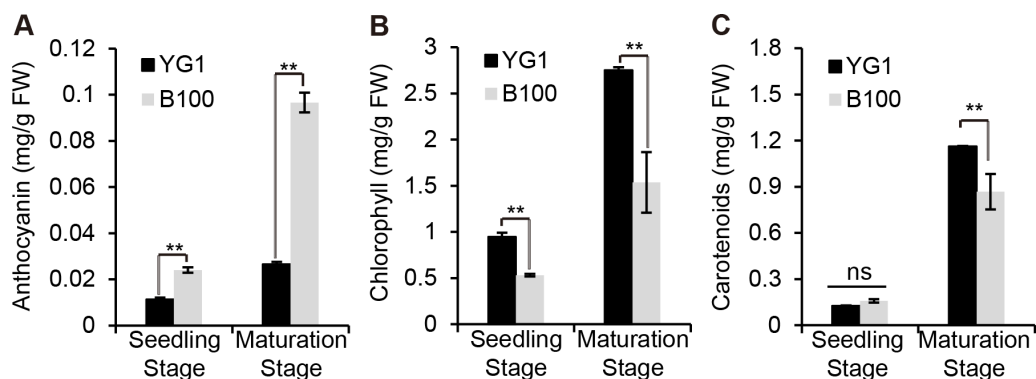 A
Anthocyanin (mg/g FW)
0.12
0.1
0.08
0.06
0.04
0.02
0
YG1
B100
**
**
Seedling
Stage
Maturation
Stage
B
Chlorophyll (mg/g FW)
3
2.5
2
1.5
1
0.5
0
YG1
B100
**
**
Seedling
Stage
Maturation
Stage
C
Carotenoids (mg/g FW)
1.8
1.5
1.2
0.9
0.6
0.3
0
YG1
B100
ns
**
Seedling
Stage
Maturation
Stage